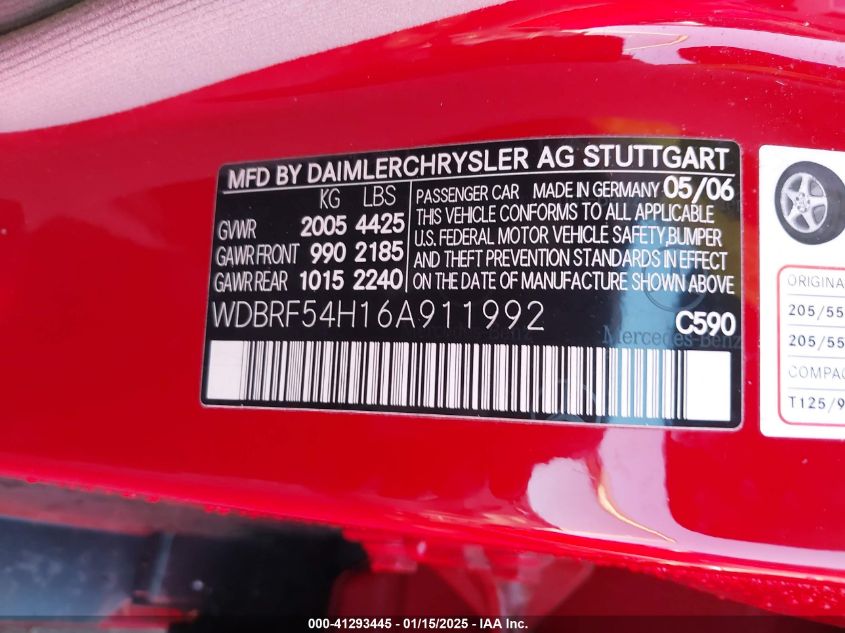 MFD BY DAIMLERCHRYSLER AG STUTTGART
KG LBS
GVWR 2005 4425
GAWR FRONT 990 2185
GAWR REAR 1015 2240
PASSENGER CAR MADE IN GERMANY 05/06
THIS VEHICLE CONFORMS TO ALL APPLICABLE
U.S. FEDERAL MOTOR VEHICLE SAFETY,BUMPER
AND THEFT PREVENTION STANDARDS IN EFFECT
ON THE DATE OF MANUFACTURE SHOWN ABOVE
WDBRF54H16A911992
C590
Mercedes-Benz
ORIGINA
205/55
205/55
COMPAC
T125/9
000-41293445 - 01/15/2025 - IAA Inc.